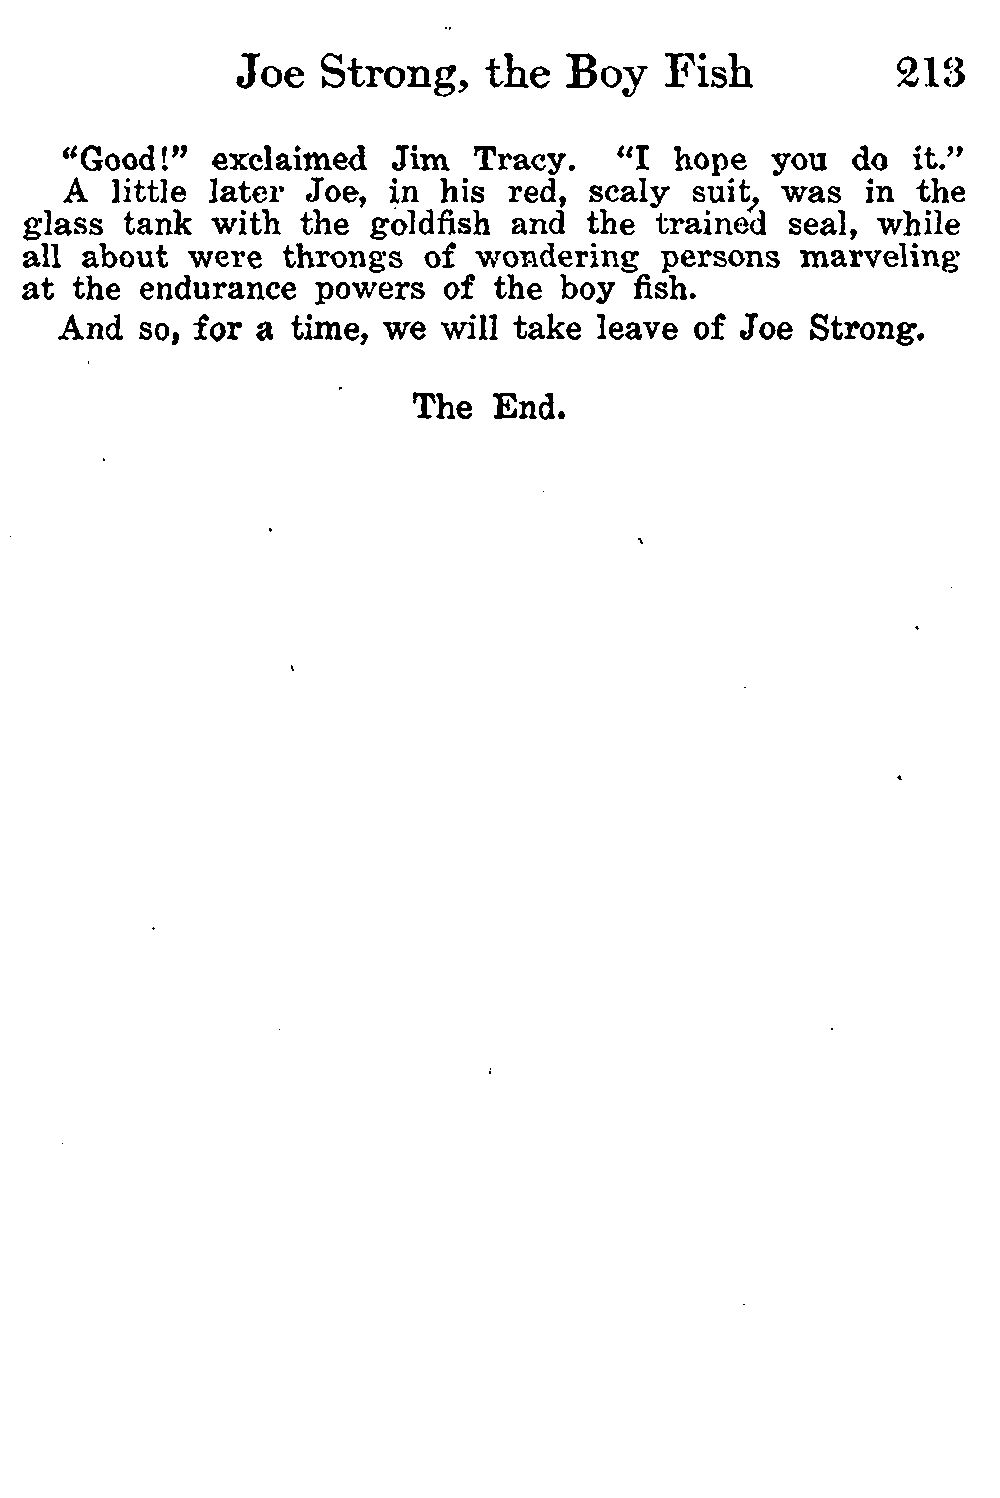 Joe Strong, the Boy Fish 213
“Good!” exclaimed Jim Tracy. “I hope you do it.”
A little later Joe, in his red, scaly suit, was in the
glass tank with the goldfish and the trained seal, while
all about were throngs of wondering persons marveling
at the endurance powers of the boy fish.
And so, for a time, we will take leave of Joe Strong.
The End.